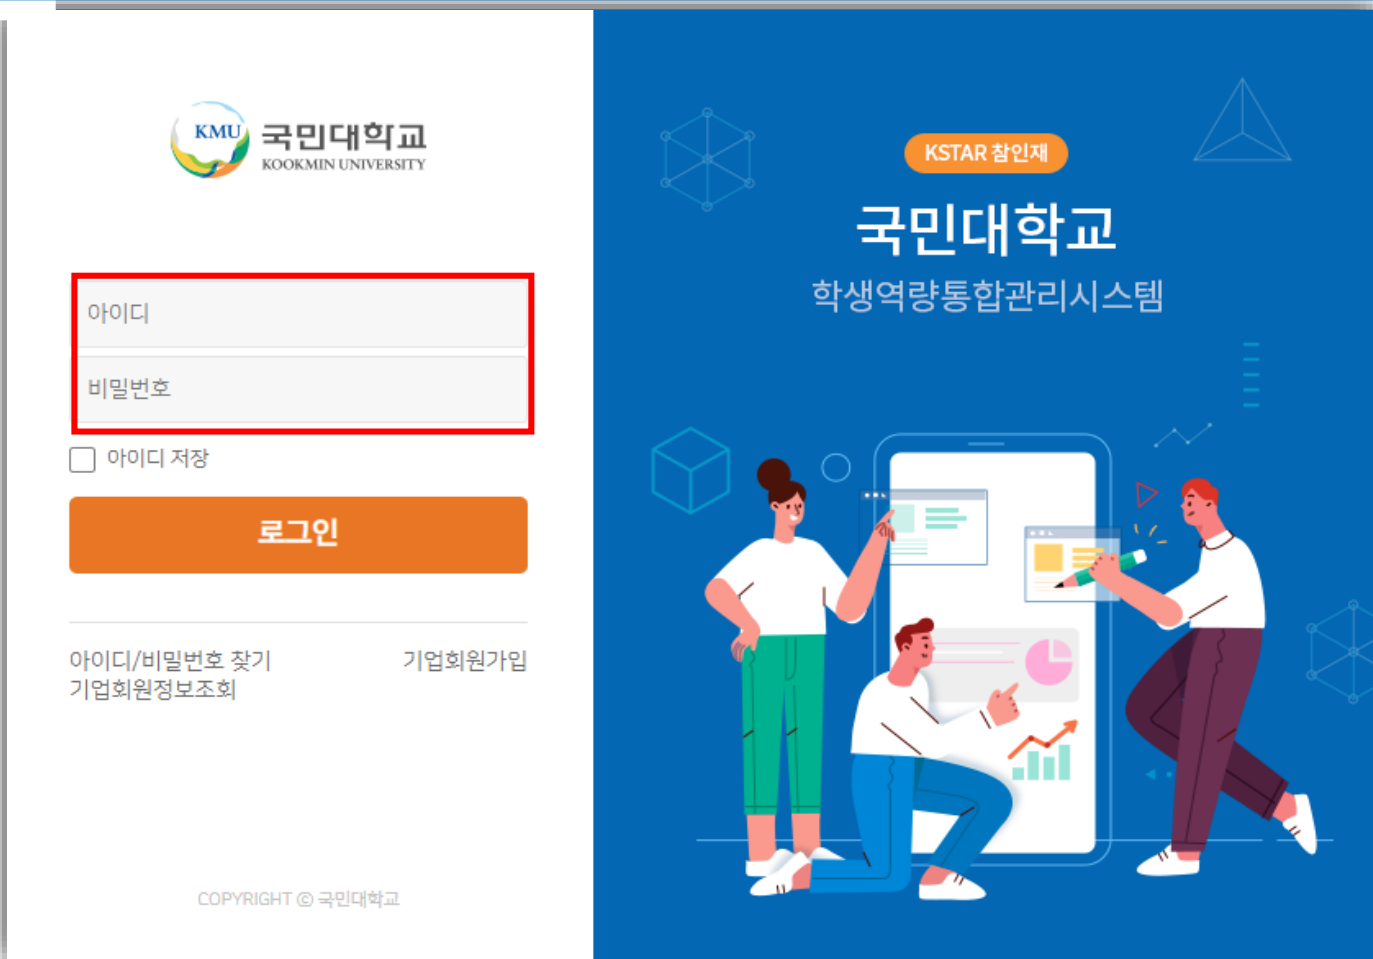 KMU
국민대학교
KOOKMIN UNIVERSITY
아이디
비밀번호
아이디 저장
로그인
아이디/비밀번호 찾기
기업회원가입
기업회원정보조회
COPYRIGHT © 국민대학교
KSTAR 참인재
국민대학교
학생역량통합관리시스템